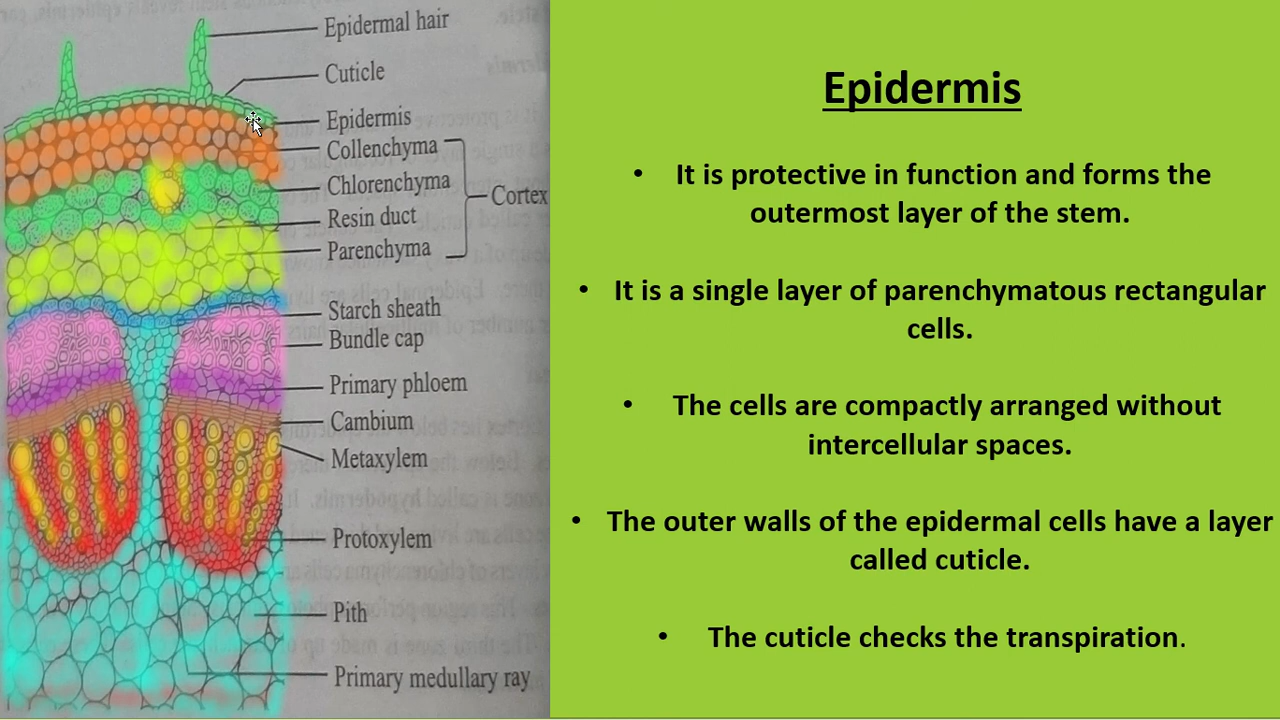 Epidermal hair
Cuticle
Epidermis
Collenchyma
Chlorenchyma
Cortex
Resin duct
Parenchyma
Starch sheath
Bundle cap
Primary phloem
Cambium
Metaxylem
Protoxylem
Pith
Primary medullary ray
Epidermis
• It is protective in function and forms the
outermost layer of the stem.
• It is a single layer of parenchymatous rectangular
cells.
• The cells are compactly arranged without
intercellular spaces.
• The outer walls of the epidermal cells have a layer
called cuticle.
• The cuticle checks the transpiration.